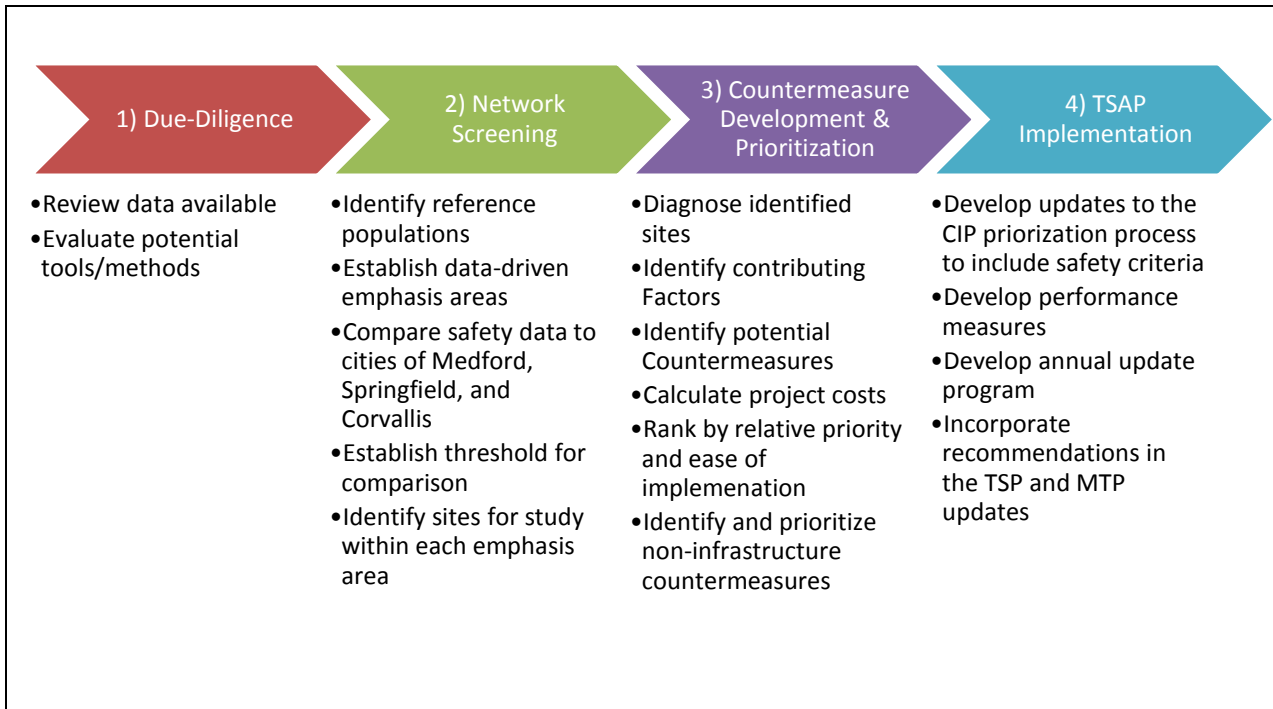 1) Due-Diligence
•Review data available
•Evaluate potential
tools/methods
2) Network
Screening
•Identify reference
populations
•Establish data-driven
emphasis areas
•Compare safety data to
cities of Medford,
Springfield, and
Corvallis
•Establish threshold for
comparison
•Identify sites for study
within each emphasis
area
3) Countermeasure
Development &
Prioritization
•Diagnose identified
sites
•Identify contributing
Factors
•Identify potential
Countermeasures
•Calculate project costs
•Rank by relative priority
and ease of
implemenation
•Identify and prioritize
non-infrastructure
countermeasures
4) TSAP
Implementation
•Develop updates to the
CIP priorization process
to include safety criteria
•Develop performance
measures
•Develop annual update
program
•Incorporate
recommendations in
the TSP and MTP
updates